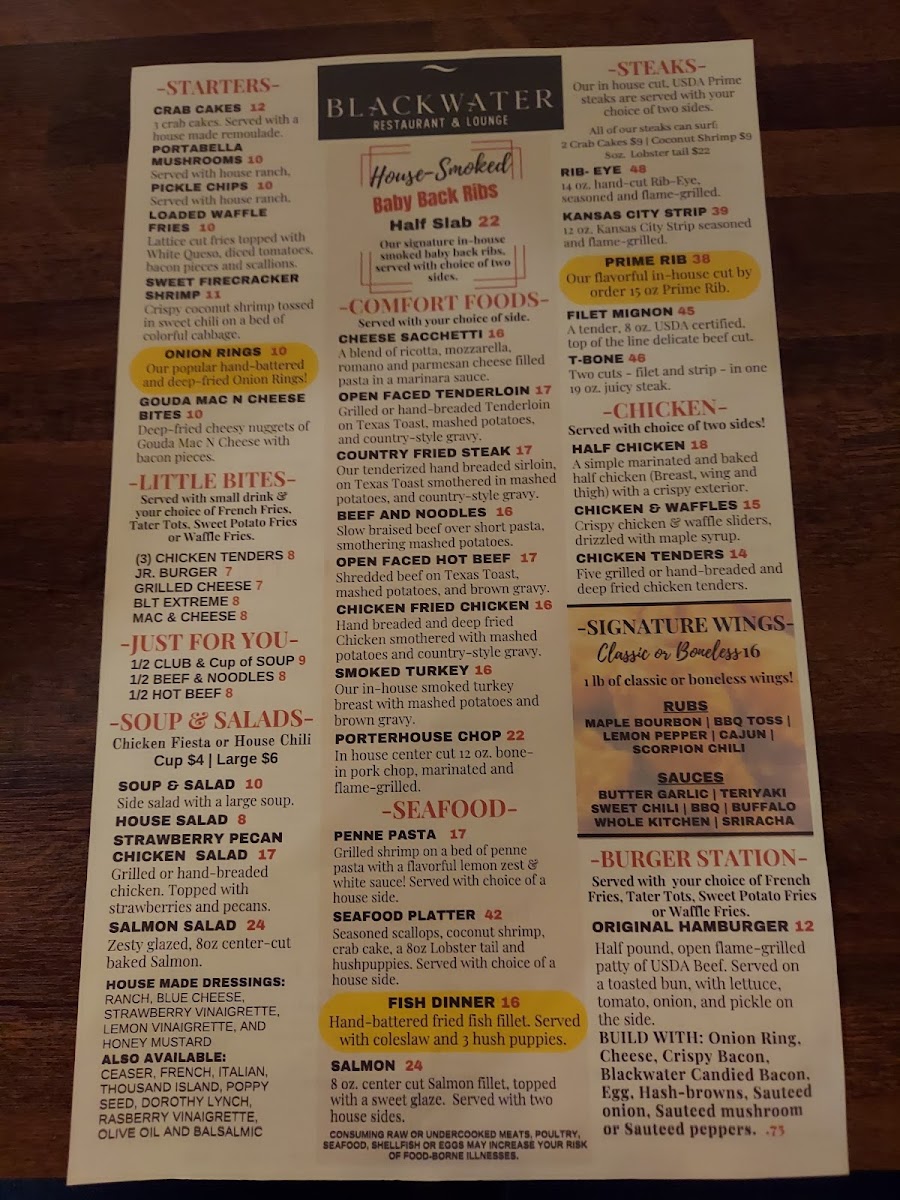 -STARTERS-
CRAB CAKES 12
3 crab cakes. Served with a
house made remoulade.
PORTABELLA
MUSHROOMS 10
Served with house ranch,
PICKLE CHIPS 10
Served with house ranch.
LOADED WAFFLE
FRIES 10
Lattice cut fries topped with
White Queso, diced tomatoes,
bacon pieces and scallions.
SWEET FIRECRACKER
SHRIMP 11
Crispy coconut shrimp tossed
in sweet chili on a bed of
colorful cabbage.
ONION RINGS 10
Our popular hand-battered
and deep-fried Onion Rings!
GOUDA MAC N CHEESE
BITES 10
Deep-fried cheesy nuggets of
Gouda Mac N Cheese with
bacon pieces.
-LITTLE BITES-
Served with small drink &
your choice of French Fries,
Tater Tots, Sweet Potato Fries
or Waffle Fries.
(3) CHICKEN TENDERS 8
JR. BURGER 7
GRILLED CHEESE 7
BLT EXTREME 8
MAC & CHEESE 8
-JUST FOR YOU-
1/2 CLUB & Cup of SOUP 9
1/2 BEEF & NOODLES 8
1/2 HOT BEEF 8
-SOUP & SALADS-
Chicken Fiesta or House Chili
Cup $4 | Large $6
SOUP & SALAD 10
Side salad with a large soup.
HOUSE SALAD 8
STRAWBERRY PECAN
CHICKEN SALAD 17
Grilled or hand-breaded
chicken. Topped with
strawberries and pecans.
SALMON SALAD 24
Zesty glazed, 8oz center-cut
baked Salmon.
HOUSE MADE DRESSINGS:
RANCH, BLUE CHEESE,
STRAWBERRY VINAIGRETTE,
LEMON VINAIGRETTE, AND
HONEY MUSTARD
ALSO AVAILABLE:
CEASER, FRENCH, ITALIAN,
THOUSAND ISLAND, POPPY
SEED, DOROTHY LYNCH,
RASBERRY VINAIGRETTE,
OLIVE OIL AND BALSALMIC
BLACKWATER
RESTAURANT & LOUNGE
House-Smoked
Baby Back Ribs
Half Slab 22
Our signature in-house
smoked baby back ribs,
served with choice of two
sides.
-COMFORT FOODS-
Served with your choice of side.
CHEESE SACCHETTI 16
A blend of ricotta, mozzarella,
romano and parmesan cheese filled
pasta in a marinara sauce.
OPEN FACED TENDERLOIN 17
Grilled or hand-breaded Tenderloin
on Texas Toast, mashed potatoes,
and country-style gravy.
COUNTRY FRIED STEAK 17
Our tenderized hand breaded sirloin,
on Texas Toast smothered in mashed
potatoes, and country-style gravy.
BEEF AND NOODLES 16
Slow braised beef over short pasta,
smothering mashed potatoes.
OPEN FACED HOT BEEF 17
Shredded beef on Texas Toast,
mashed potatoes, and brown gravy.
CHICKEN FRIED CHICKEN 16
Hand breaded and deep fried
Chicken smothered with mashed
potatoes and country-style gravy.
SMOKED TURKEY 16
Our in-house smoked turkey
breast with mashed potatoes and
brown gravy.
PORTERHOUSE CHOP 22
In house center cut 12 oz. bone-
in pork chop, marinated and
flame-grilled.
-SEAFOOD-
PENNE PASTA 17
Grilled shrimp on a bed of penne
pasta with a flavorful lemon zest &
white sauce! Served with choice of a
house side.
SEAFOOD PLATTER 42
Seasoned scallops, coconut shrimp,
crab cake, a 8oz Lobster tail and
hushpuppies. Served with choice of a
house side.
FISH DINNER 16
Hand-battered fried fish fillet. Served
with coleslaw and 3 hush puppies.
SALMON 24
8 oz. center cut Salmon fillet, topped
with a sweet glaze. Served with two
house sides.
CONSUMING RAW OR UNDERCOOKED MEATS, POULTRY,
SEAFOOD, SHELLFISH OR EGGS MAY INCREASE YOUR RISK
OF FOOD-BORNE ILLNESSES.
-STEAKS-
Our in house cut, USDA Prime
steaks are served with your
choice of two sides.
All of our steaks can surf:
2 Crab Cakes $9 | Coconut Shrimp $9
8oz. Lobster tail $22
RIB- EYE 48
14 oz. hand-cut Rib-Eye,
seasoned and flame-grilled.
KANSAS CITY STRIP 39
12 oz. Kansas City Strip seasoned
and flame-grilled.
PRIME RIB 38
Our flavorful in-house cut by
order 15 oz Prime Rib.
FILET MIGNON 45
A tender, 8 oz. USDA certified,
top of the line delicate beef cut.
T-BONE 46
Two cuts - filet and strip - in one
19 oz. juicy steak.
-CHICKEN-
Served with choice of two sides!
HALF CHICKEN 18
A simple marinated and baked
half chicken (Breast, wing and
thigh) with a crispy exterior.
CHICKEN & WAFFLES 15
Crispy chicken & waffle sliders,
drizzled with maple syrup.
CHICKEN TENDERS 14
Five grilled or hand-breaded and
deep fried chicken tenders.
-SIGNATURE WINGS-
Classic or Boneless 16
1 lb of classic or boneless wings!
RUBS
MAPLE BOURBON | BBQ TOSS |
LEMON PEPPER | CAJUN |
SCORPION CHILI
SAUCES
BUTTER GARLIC | TERIYAKI
SWEET CHILI | BBQ | BUFFALO
WHOLE KITCHEN | SRIRACHA
-BURGER STATION-
Served with your choice of French
Fries, Tater Tots, Sweet Potato Fries
or Waffle Fries.
ORIGINAL HAMBURGER 12
Half pound, open flame-grilled
patty of USDA Beef. Served on
a toasted bun, with lettuce,
tomato, onion, and pickle on
the side.
BUILD WITH: Onion Ring,
Cheese, Crispy Bacon,
Blackwater Candied Bacon,
Egg, Hash-browns, Sauteed
onion, Sauteed mushroom
or Sauteed peppers. .75